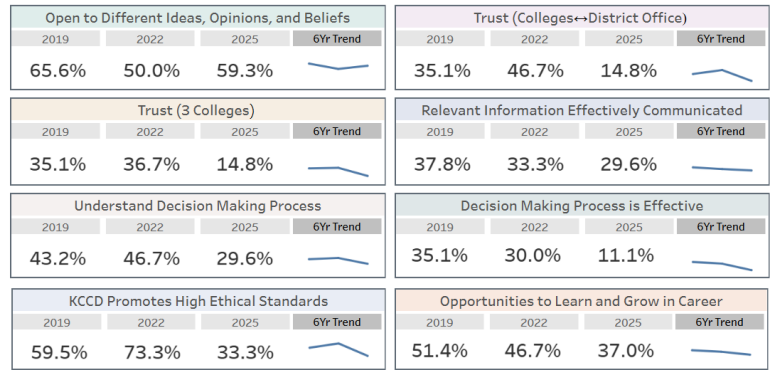 Open to Different Ideas, Opinions, and Beliefs
2019 2022 2025 6Yr Trend
65.6% 50.0% 59.3%
Trust (Colleges↔District Office)
2019 2022 2025 6Yr Trend
35.1% 46.7% 14.8%
Trust (3 Colleges)
2019 2022 2025 6Yr Trend
35.1% 36.7% 14.8%
Relevant Information Effectively Communicated
2019 2022 2025 6Yr Trend
37.8% 33.3% 29.6%
Understand Decision Making Process
2019 2022 2025 6Yr Trend
43.2% 46.7% 29.6%
Decision Making Process is Effective
2019 2022 2025 6Yr Trend
35.1% 30.0% 11.1%
KCCD Promotes High Ethical Standards
2019 2022 2025 6Yr Trend
59.5% 73.3% 33.3%
Opportunities to Learn and Grow in Career
2019 2022 2025 6Yr Trend
51.4% 46.7% 37.0%